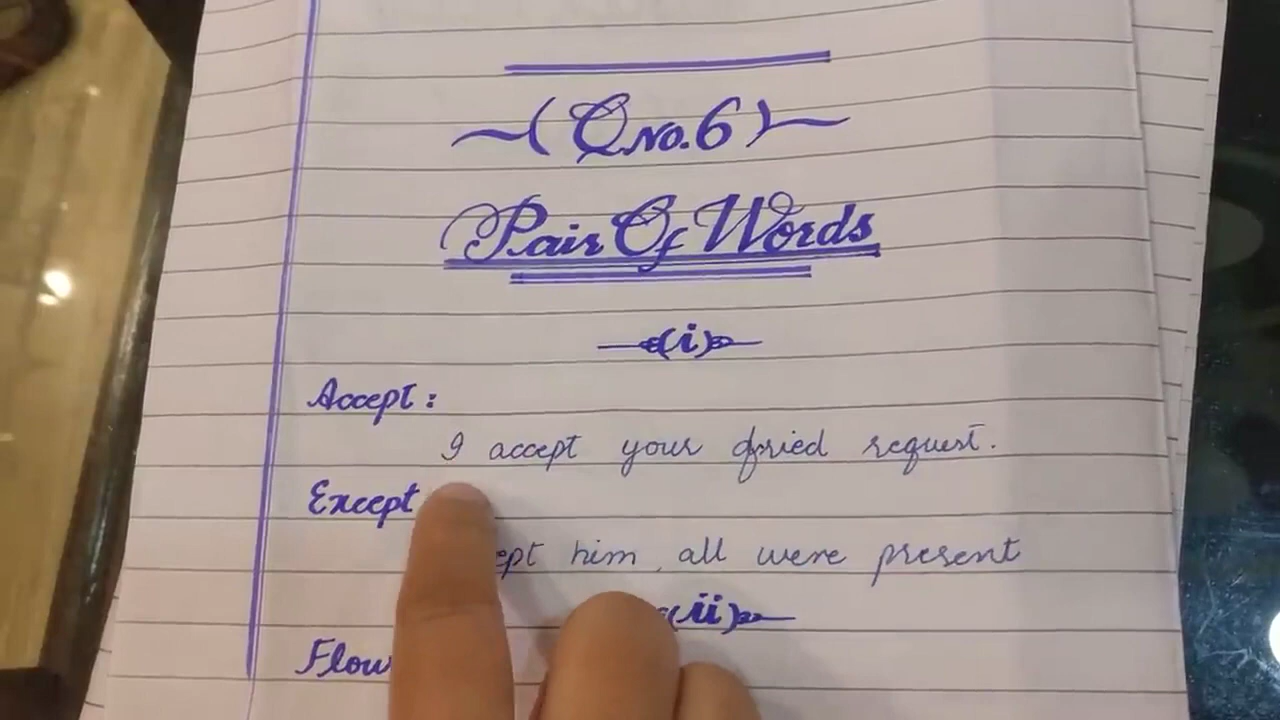 (Q no. 6)
Pair Of Words
(i)
Accept :
I accept your fried request.
Except
him, all were present
(ii)